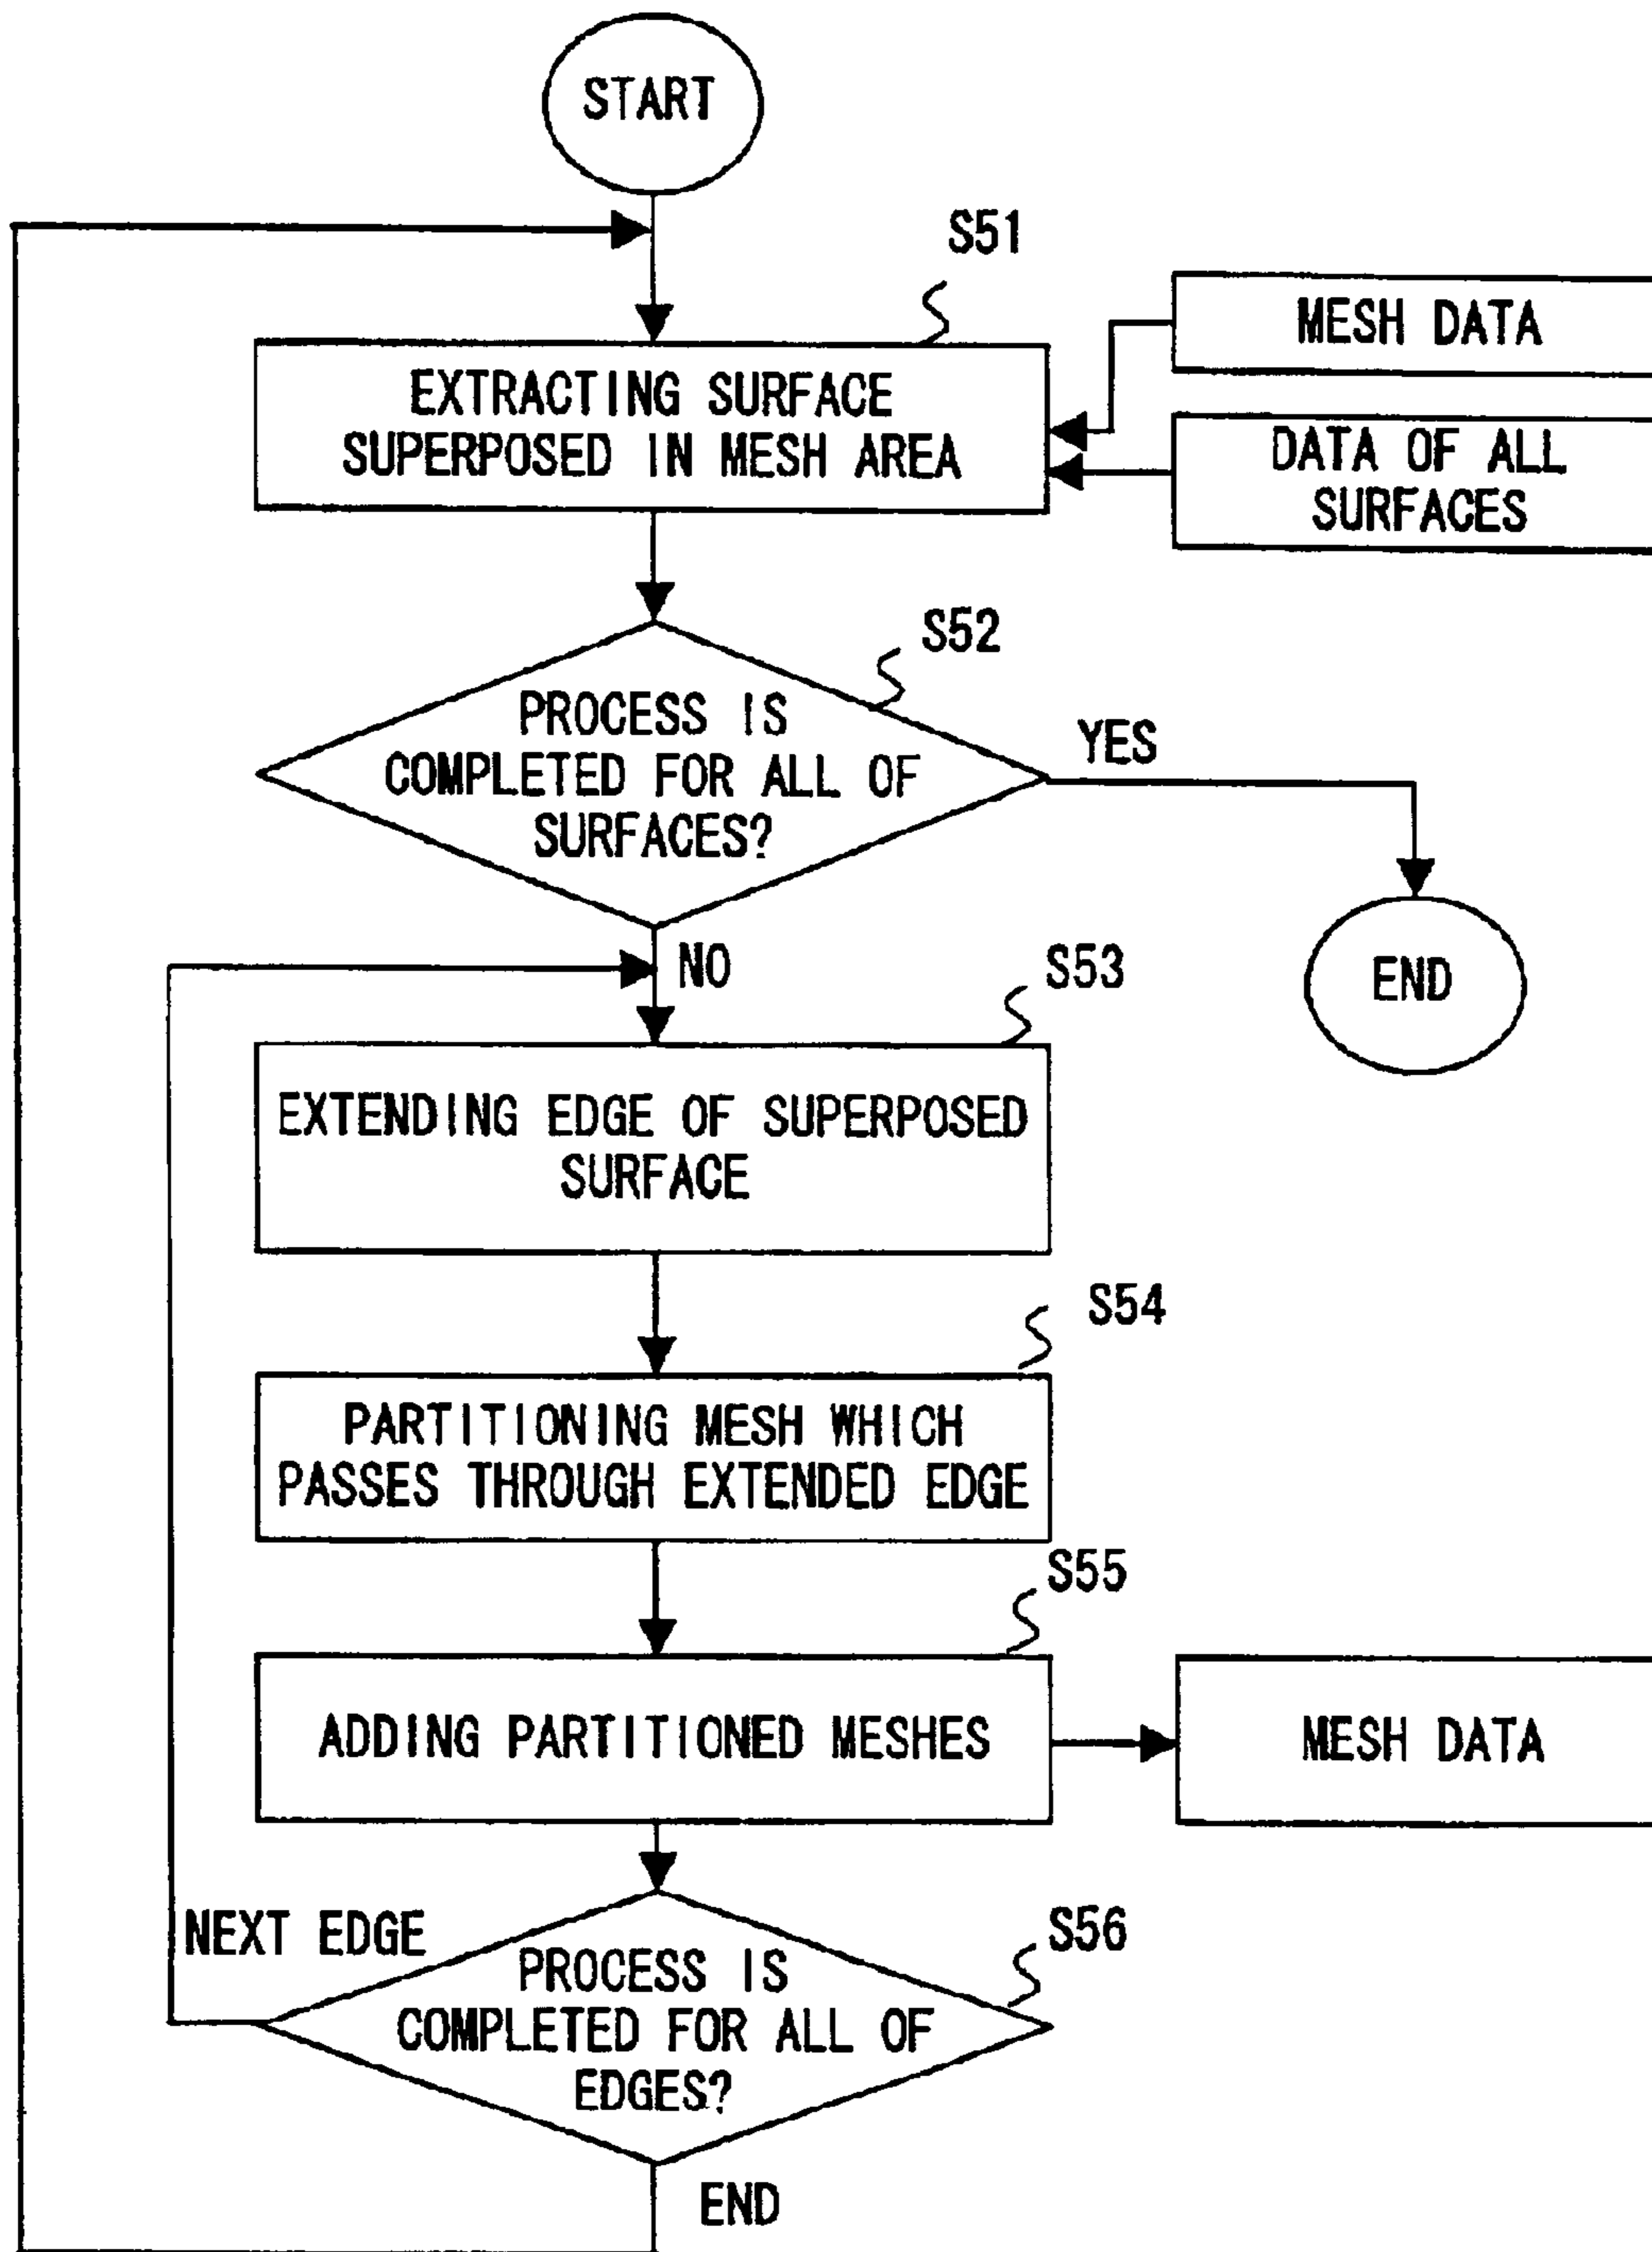 START
S51
MESH DATA
EXTRACTING SURFACE
SUPERPOSED IN MESH AREA
DATA OF ALL
SURFACES
S52
PROCESS IS
COMPLETED FOR ALL OF
SURFACES?
YES
NO
END
S53
EXTENDING EDGE OF SUPERPOSED
SURFACE
S54
PARTITIONING MESH WHICH
PASSES THROUGH EXTENDED EDGE
S55
ADDING PARTITIONED MESHES
MESH DATA
NEXT EDGE
S56
PROCESS IS
COMPLETED FOR ALL OF
EDGES?
END